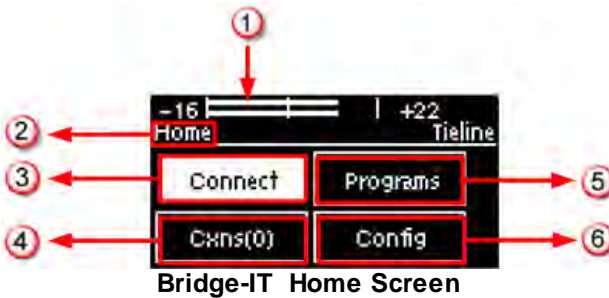 1
-16 +22
2 Home Tieline
3 Connect Programs 5
4 Cxns(0) Config 6
Bridge-IT Home Screen